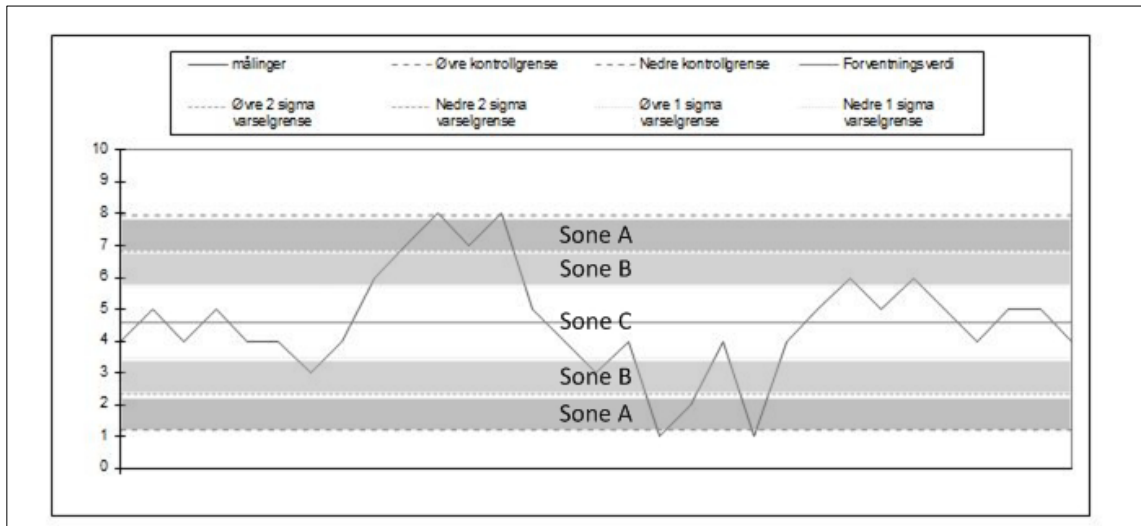 målinger
Øvre kontrollgrense
Nedre kontrollgrense
Forventningsverdi
Øvre 2 sigma
varselgrense
Nedre 2 sigma
varselgrense
Øvre 1 sigma
varselgrense
Nedre 1 sigma
varselgrense
10
9
8
7
6
5
4
3
2
1
0
Sone A
Sone B
Sone C
Sone B
Sone A